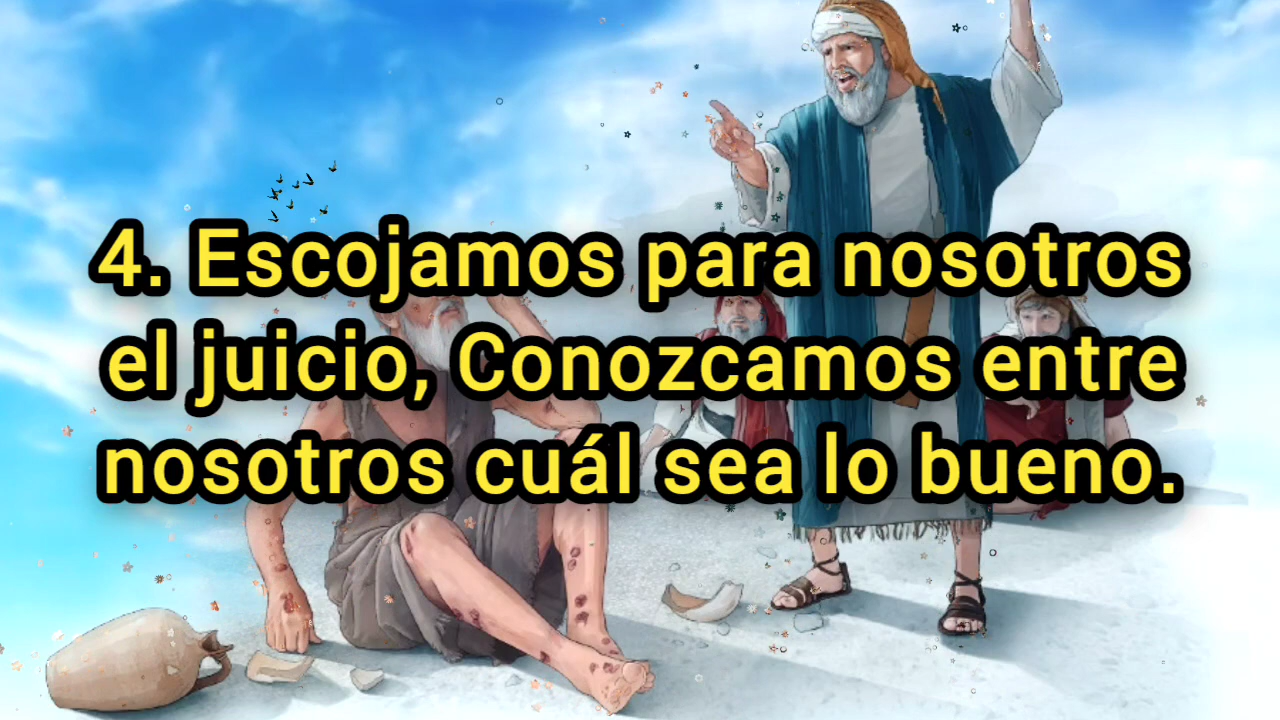 4. Escojamos para nosotros
el juicio, Conozcamos entre
nosotros cuál sea lo bueno.